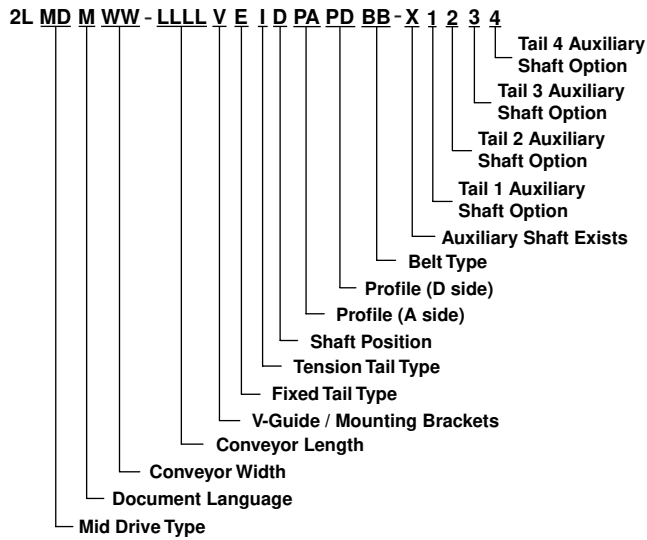 2L MD M WW - LLLL V E I D PA PD BB - X 1 2 3 4
Tail 4 Auxiliary
Shaft Option
Tail 3 Auxiliary
Shaft Option
Tail 2 Auxiliary
Shaft Option
Tail 1 Auxiliary
Shaft Option
Auxiliary Shaft Exists
Belt Type
Profile (D side)
Profile (A side)
Shaft Position
Tension Tail Type
Fixed Tail Type
V-Guide / Mounting Brackets
Conveyor Length
Conveyor Width
Document Language
Mid Drive Type